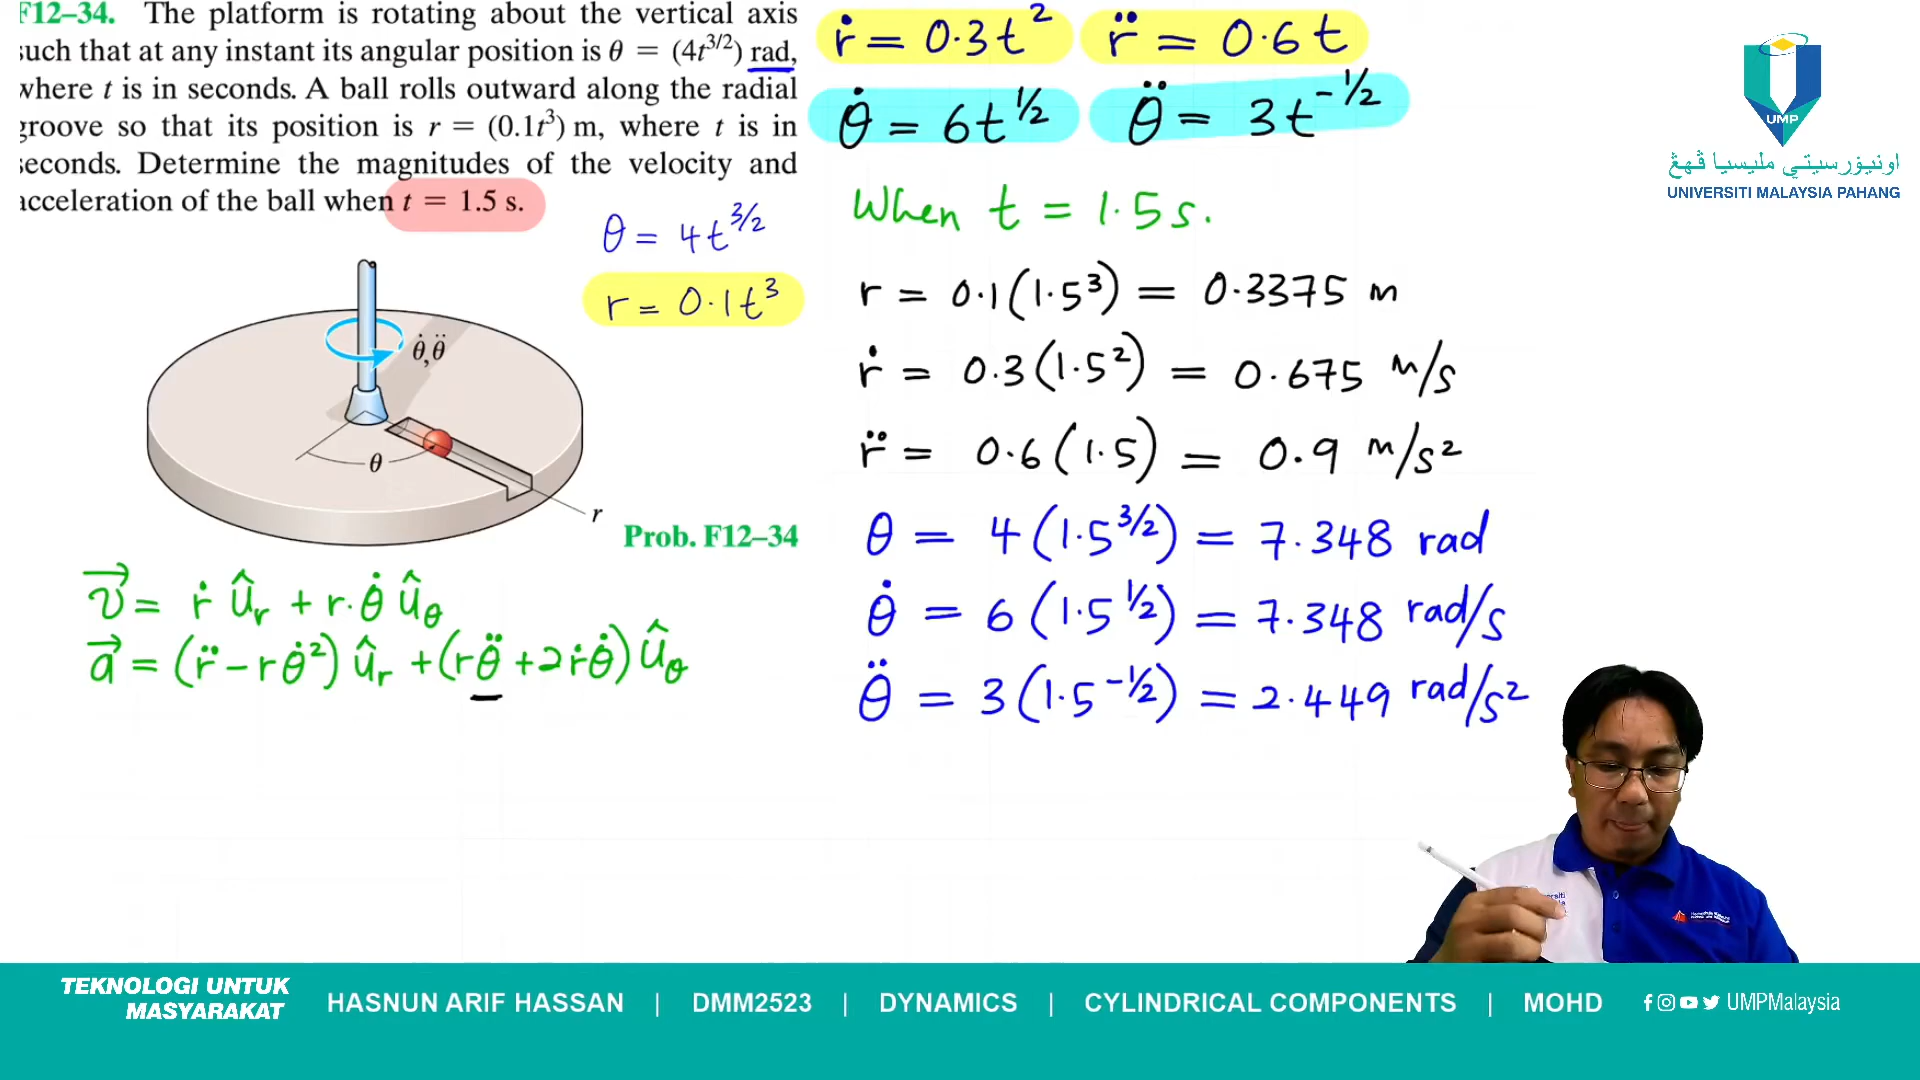 F12–34. The platform is rotating about the vertical axis
such that at any instant its angular position is θ = (4t^{3/2}) rad,
where t is in seconds. A ball rolls outward along the radial
groove so that its position is r = (0.1t³) m, where t is in
seconds. Determine the magnitudes of the velocity and
acceleration of the ball when t = 1.5 s.
θ = 4t^{3/2}
r = 0.1t³
θ̇, θ̈
θ
r
Prob. F12–34
v⃗ = ṙ û_r + r·θ̇ û_θ
a⃗ = (r̈ – rθ̇²) û_r + (rθ̈ + 2ṙθ̇) û_θ
ṙ = 0.3t² r̈ = 0.6t
θ̇ = 6t^{1/2} θ̈ = 3t^{-1/2}
When t = 1.5 s.
r = 0.1(1.5³) = 0.3375 m
ṙ = 0.3(1.5²) = 0.675 m/s
r̈ = 0.6(1.5) = 0.9 m/s²
θ = 4(1.5^{3/2}) = 7.348 rad
θ̇ = 6(1.5^{1/2}) = 7.348 rad/s
θ̈ = 3(1.5^{-1/2}) = 2.449 rad/s²
UMP
اونيۏرسيتي مليسيا ڤهڠ
UNIVERSITI MALAYSIA PAHANG
TEKNOLOGI UNTUK
MASYARAKAT
HASNUN ARIF HASSAN | DMM2523 | DYNAMICS | CYLINDRICAL COMPONENTS | MOHD
UMPMalaysia